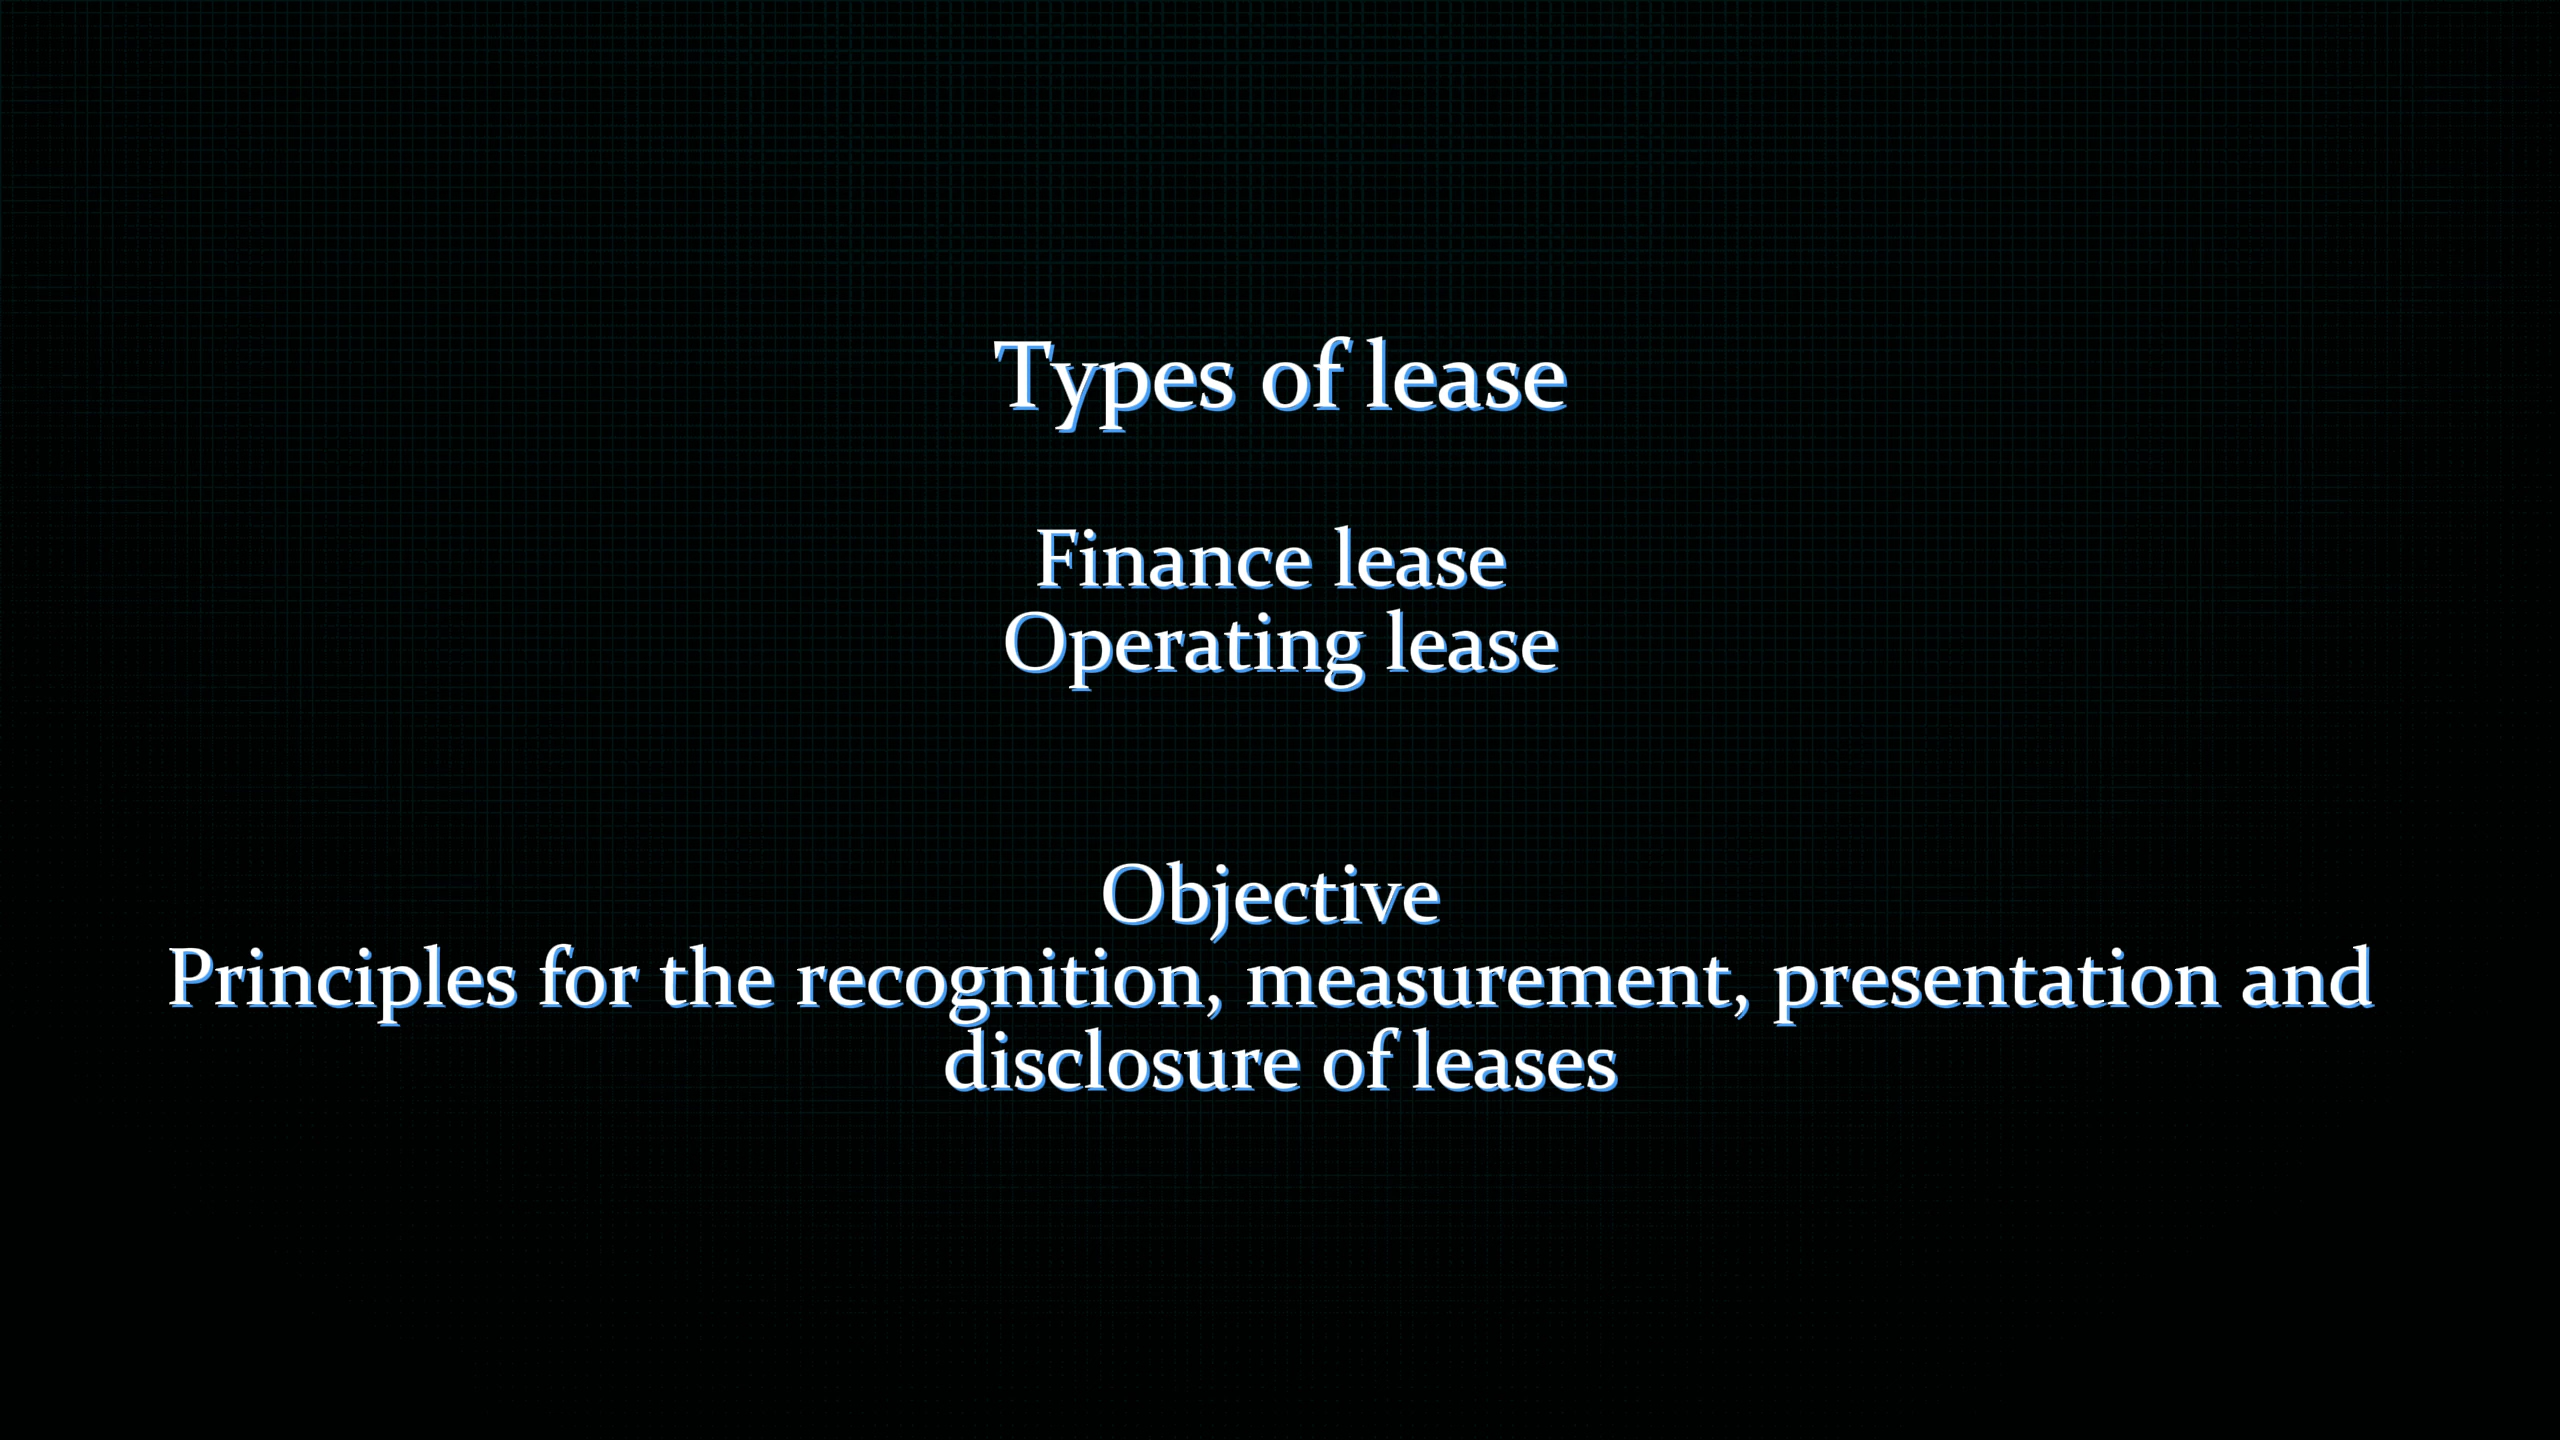 Types of lease
Finance lease
Operating lease
Objective
Principles for the recognition, measurement, presentation and
disclosure of leases